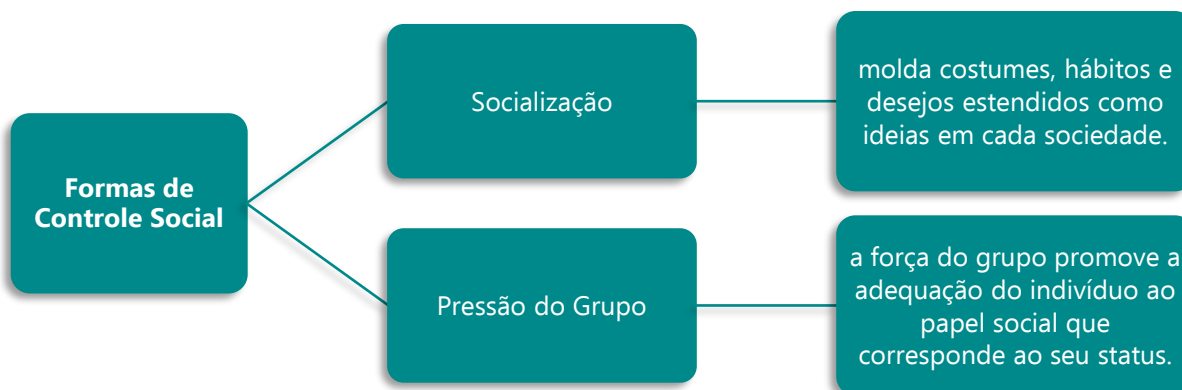 Formas de
Controle Social
Socialização
molda costumes, hábitos e
desejos estendidos como
ideias em cada sociedade.
Pressão do Grupo
a força do grupo promove a
adequação do indivíduo ao
papel social que
corresponde ao seu status.